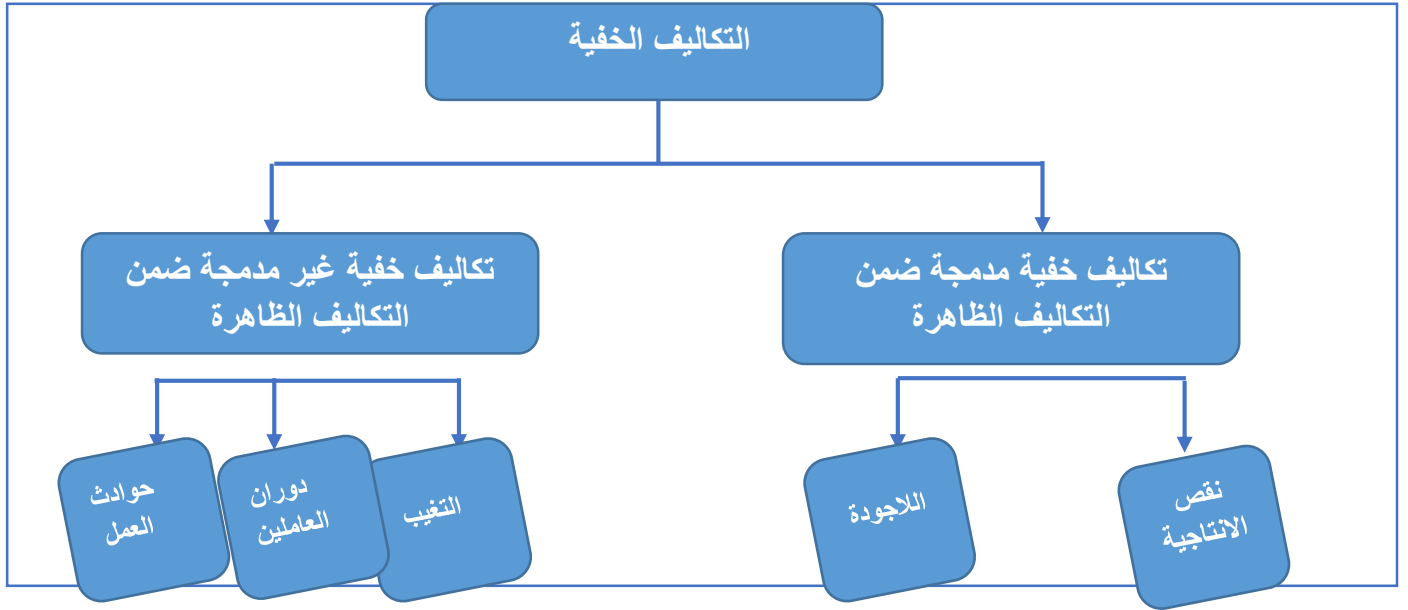 التكاليف الخفية
تكاليف خفية مدمجة ضمن
التكاليف الظاهرة
تكاليف خفية غير مدمجة ضمن
التكاليف الظاهرة
نقص
الانتاجية
اللاجودة
التغيب
دوران
العاملين
حوادث
العمل